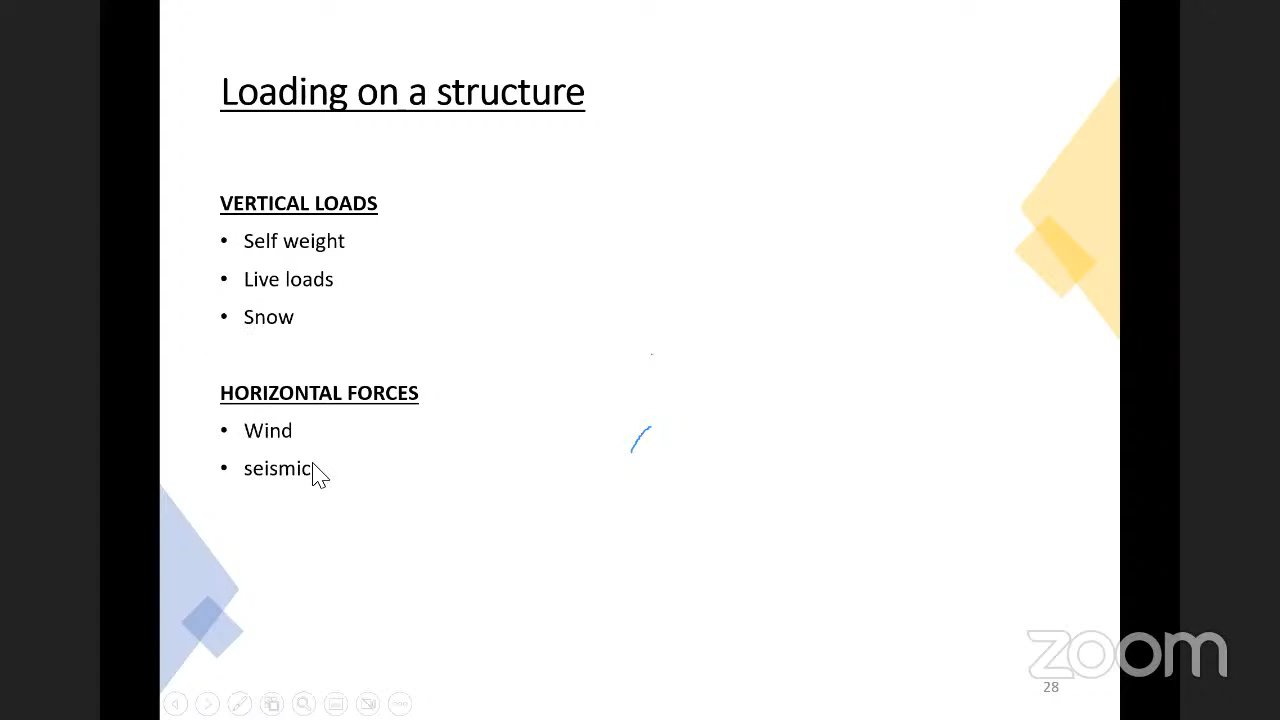 Loading on a structure
VERTICAL LOADS
• Self weight
• Live loads
• Snow
HORIZONTAL FORCES
• Wind
• seismic
zoom
28